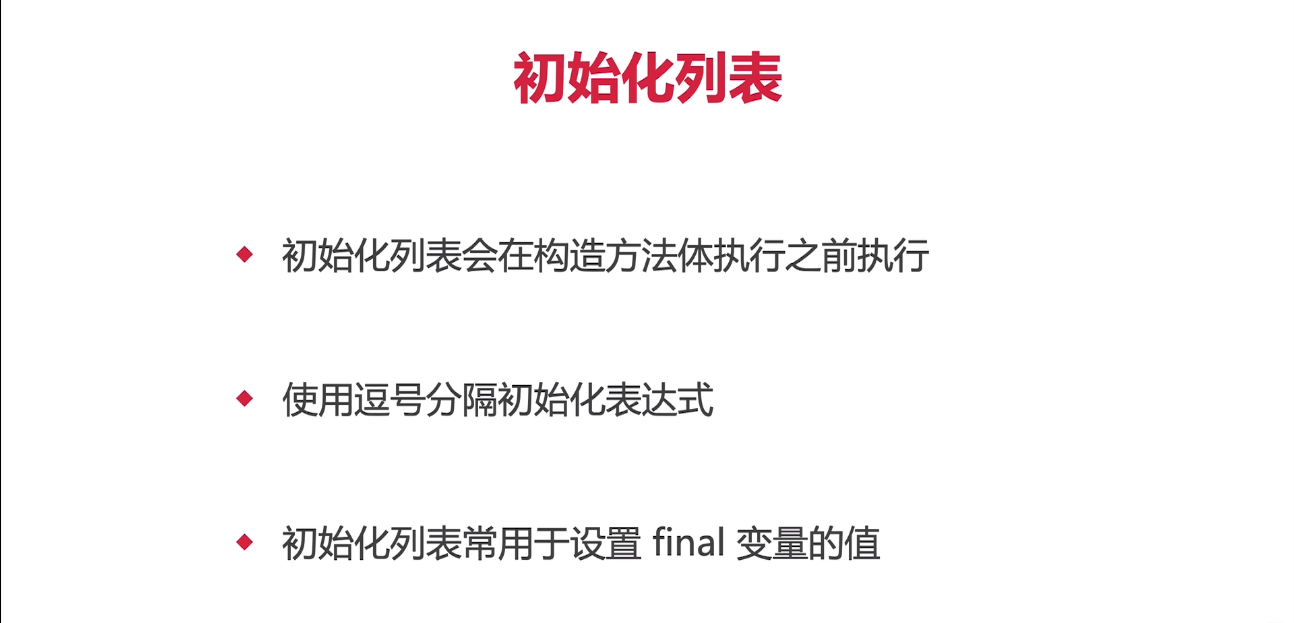 初始化列表
初始化列表会在构造方法体执行之前执行
使用逗号分隔初始化表达式
初始化列表常用于设置 final 变量的值